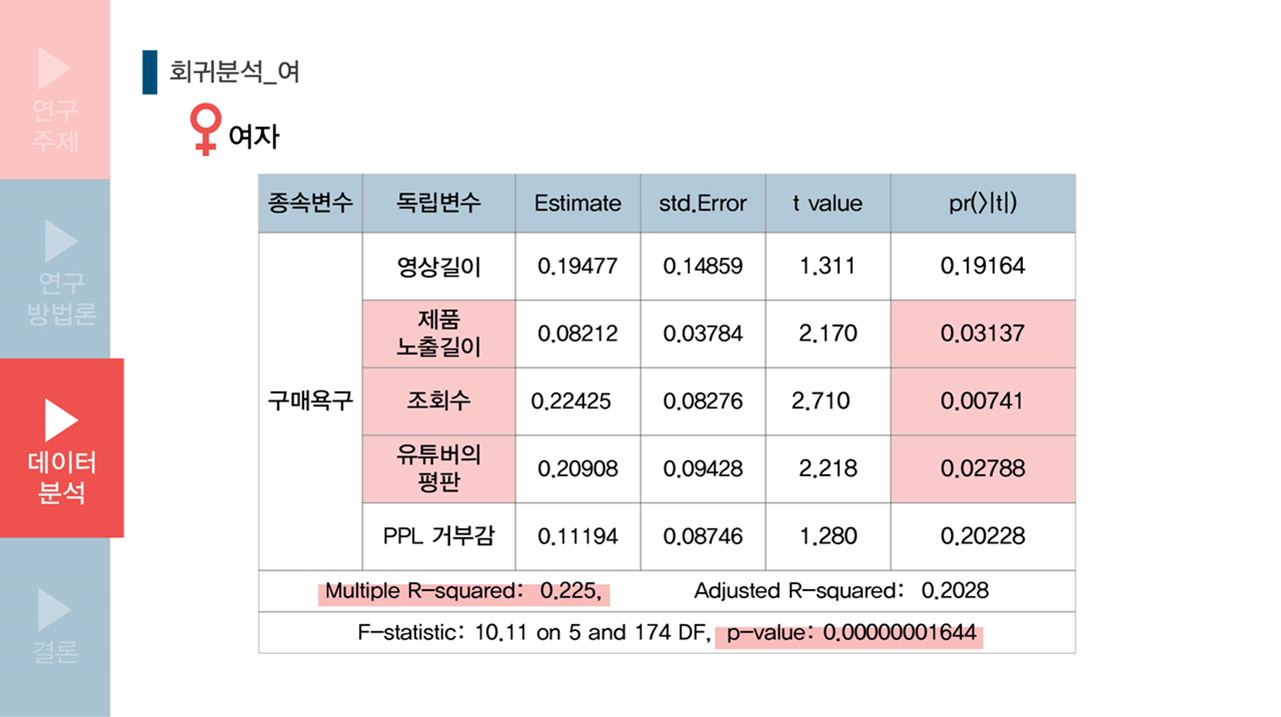 연구
주제
연구
방법론
데이터
분석
결론
회귀분석_여
여자
종속변수 독립변수 Estimate std.Error t value pr(>|t|)
구매욕구
영상길이 0.19477 0.14859 1.311 0.19164
제품
노출길이 0.08212 0.03784 2.170 0.03137
조회수 0.22425 0.08276 2.710 0.00741
유튜버의
평판 0.20908 0.09428 2.218 0.02788
PPL 거부감 0.11194 0.08746 1.280 0.20228
Multiple R-squared: 0.225, Adjusted R-squared: 0.2028
F-statistic: 10.11 on 5 and 174 DF, p-value: 0.00000001644